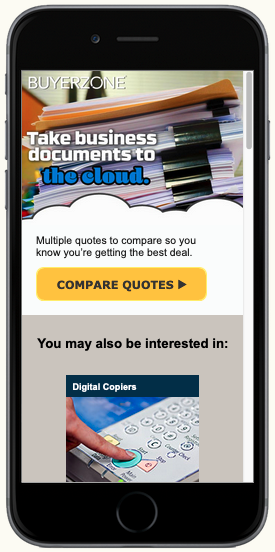 BUYERZONE
Take business
documents to
the cloud.
Multiple quotes to compare so you
know you're getting the best deal.
COMPARE QUOTES ▶
You may also be interested in:
Digital Copiers